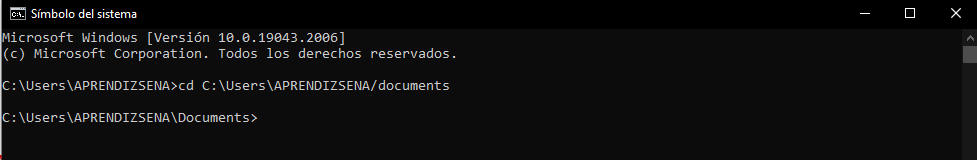 Símbolo del sistema
Microsoft Windows [Versión 10.0.19043.2006]
(c) Microsoft Corporation. Todos los derechos reservados.
C:\Users\APRENDIZSENA>cd C:\Users\APRENDIZSENA/documents
C:\Users\APRENDIZSENA\Documents>